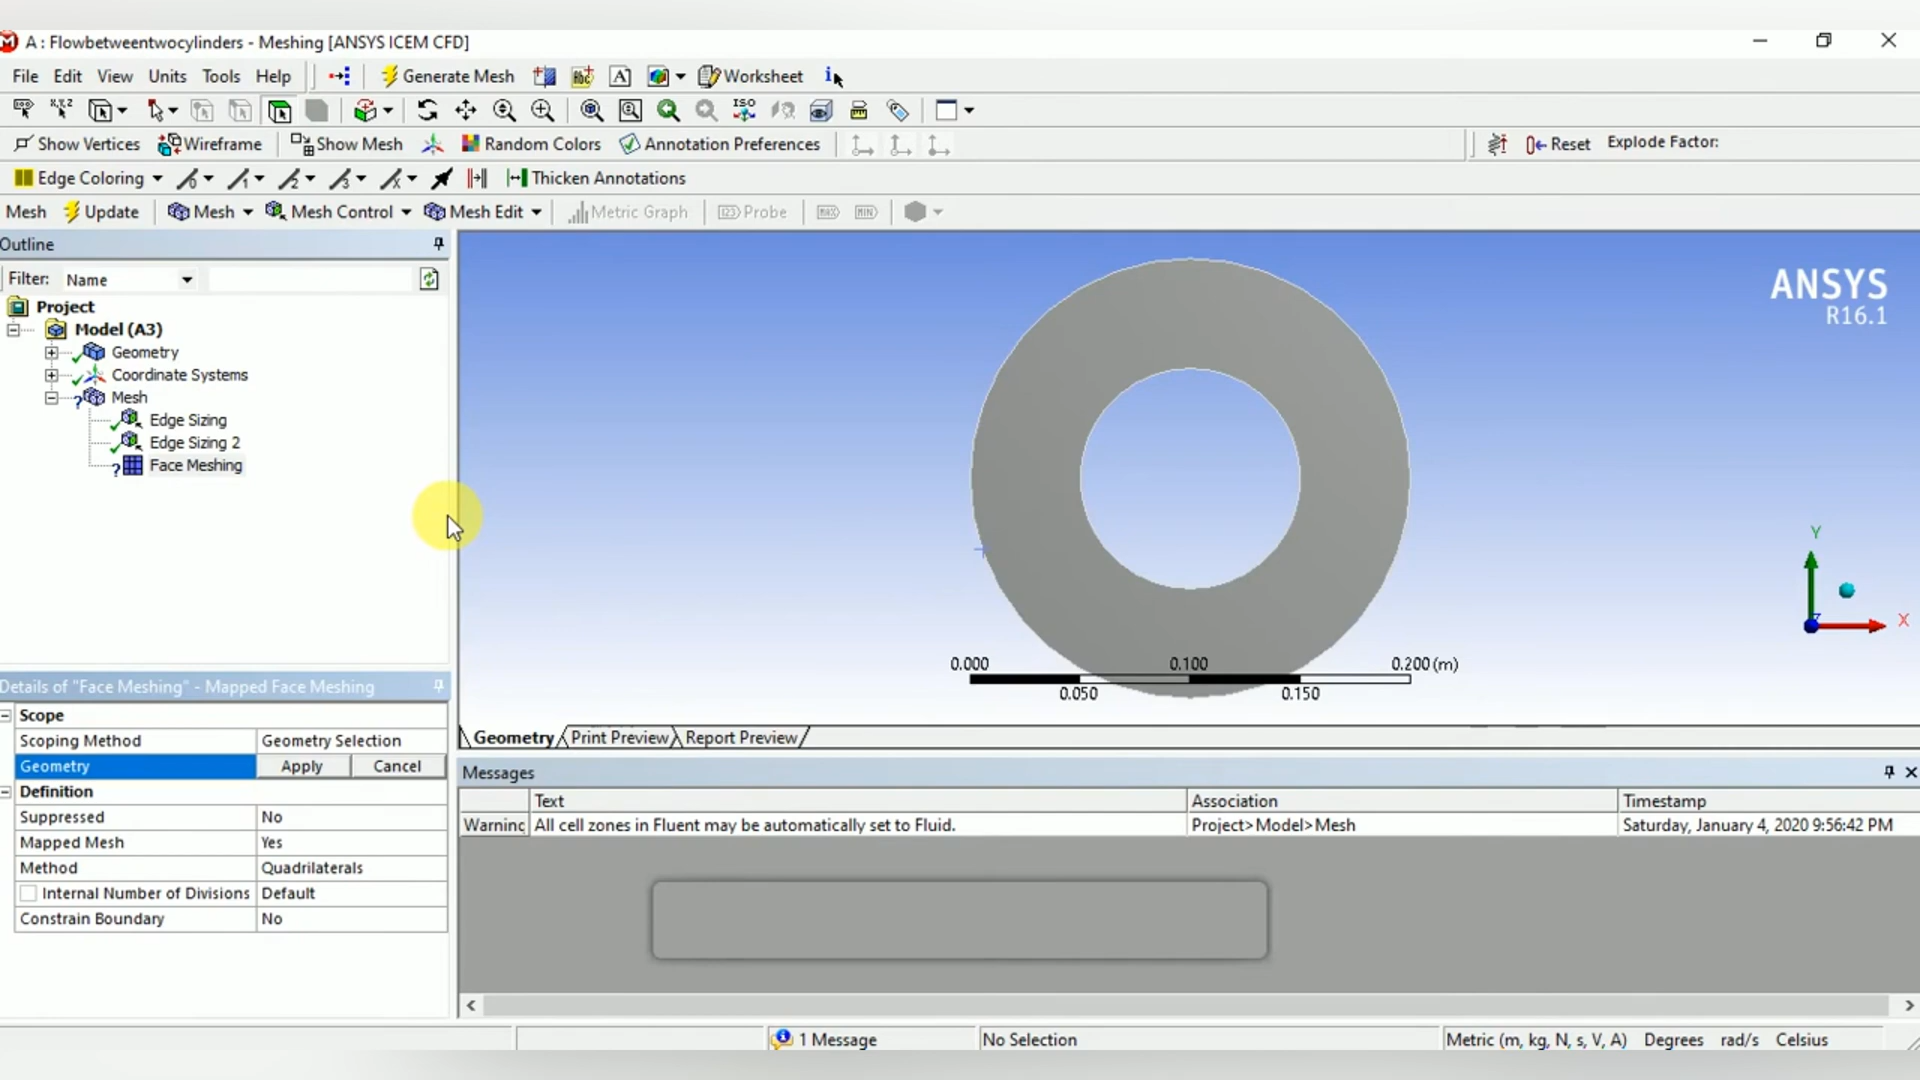 A : Flowbetweentwocylinders - Meshing [ANSYS ICEM CFD]
File Edit View Units Tools Help Generate Mesh Worksheet
Show Vertices Wireframe Show Mesh Random Colors Annotation Preferences Reset Explode Factor:
Edge Coloring Thicken Annotations
Mesh Update Mesh Mesh Control Mesh Edit Metric Graph Probe MAX MIN
Outline
Filter: Name
Project
Model (A3)
Geometry
Coordinate Systems
Mesh
Edge Sizing
Edge Sizing 2
Face Meshing
ANSYS
R16.1
Y
X
0.000 0.100 0.200 (m)
0.050 0.150
Geometry Print Preview Report Preview
Details of "Face Meshing" - Mapped Face Meshing
Scope
Scoping Method Geometry Selection
Geometry Apply Cancel
Definition
Suppressed No
Mapped Mesh Yes
Method Quadrilaterals
Internal Number of Divisions Default
Constrain Boundary No
Messages
Text Association Timestamp
Warning All cell zones in Fluent may be automatically set to Fluid. Project>Model>Mesh Saturday, January 4, 2020 9:56:42 PM
1 Message No Selection Metric (m, kg, N, s, V, A) Degrees rad/s Celsius